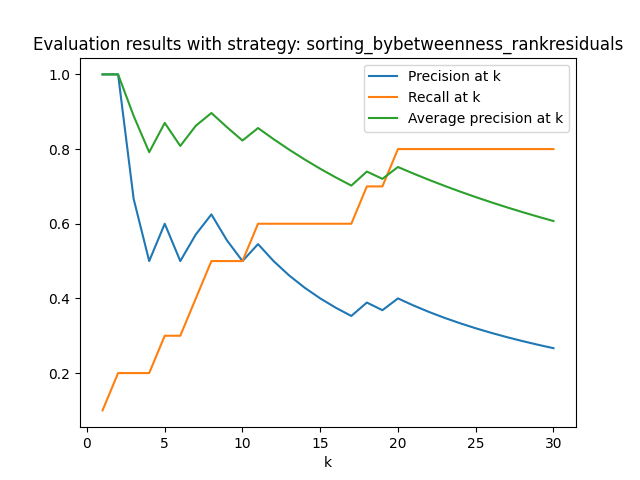 Evaluation results with strategy: sorting_bybetweenness_rankresiduals
Precision at k
Recall at k
Average precision at k
1.0
0.8
0.6
0.4
0.2
0 5 10 15 20 25 30
k